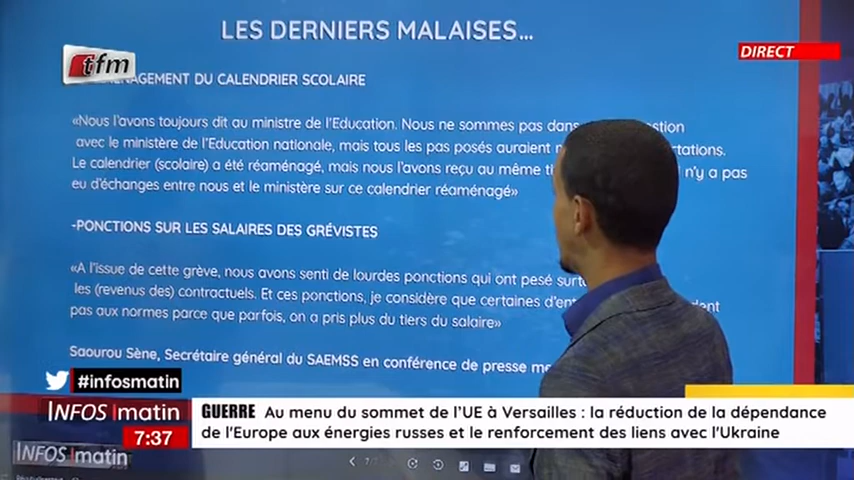 LES DERNIERS MALAISES...
DIRECT
tfm
NAGEMENT DU CALENDRIER SCOLAIRE
«Nous l'avons toujours dit au ministre de l'Education. Nous ne sommes pas dans stion
avec le ministère de l'Education nationale, mais tous les pas posés auraient tations.
Le calendrier (scolaire) a été réaménagé, mais nous l'avons reçu au même n'y a pas
eu d'échanges entre nous et le ministère sur ce calendrier réaménagé»
-PONCTIONS SUR LES SALAIRES DES GRÉVISTES
«A l'issue de cette grève, nous avons senti de lourdes ponctions qui ont pesé
les (revenus des) contractuels. Et ces ponctions, je considère que certaines d'en dent
pas aux normes parce que parfois, on a pris plus du tiers du salaire»
Saourou Sène, Secrétaire général du SAEMSS en conférence de presse
#infosmatin
INFOS matin
7:37
GUERRE Au menu du sommet de l'UE à Versailles : la réduction de la dépendance
de l'Europe aux énergies russes et le renforcement des liens avec l'Ukraine
INFOS matin